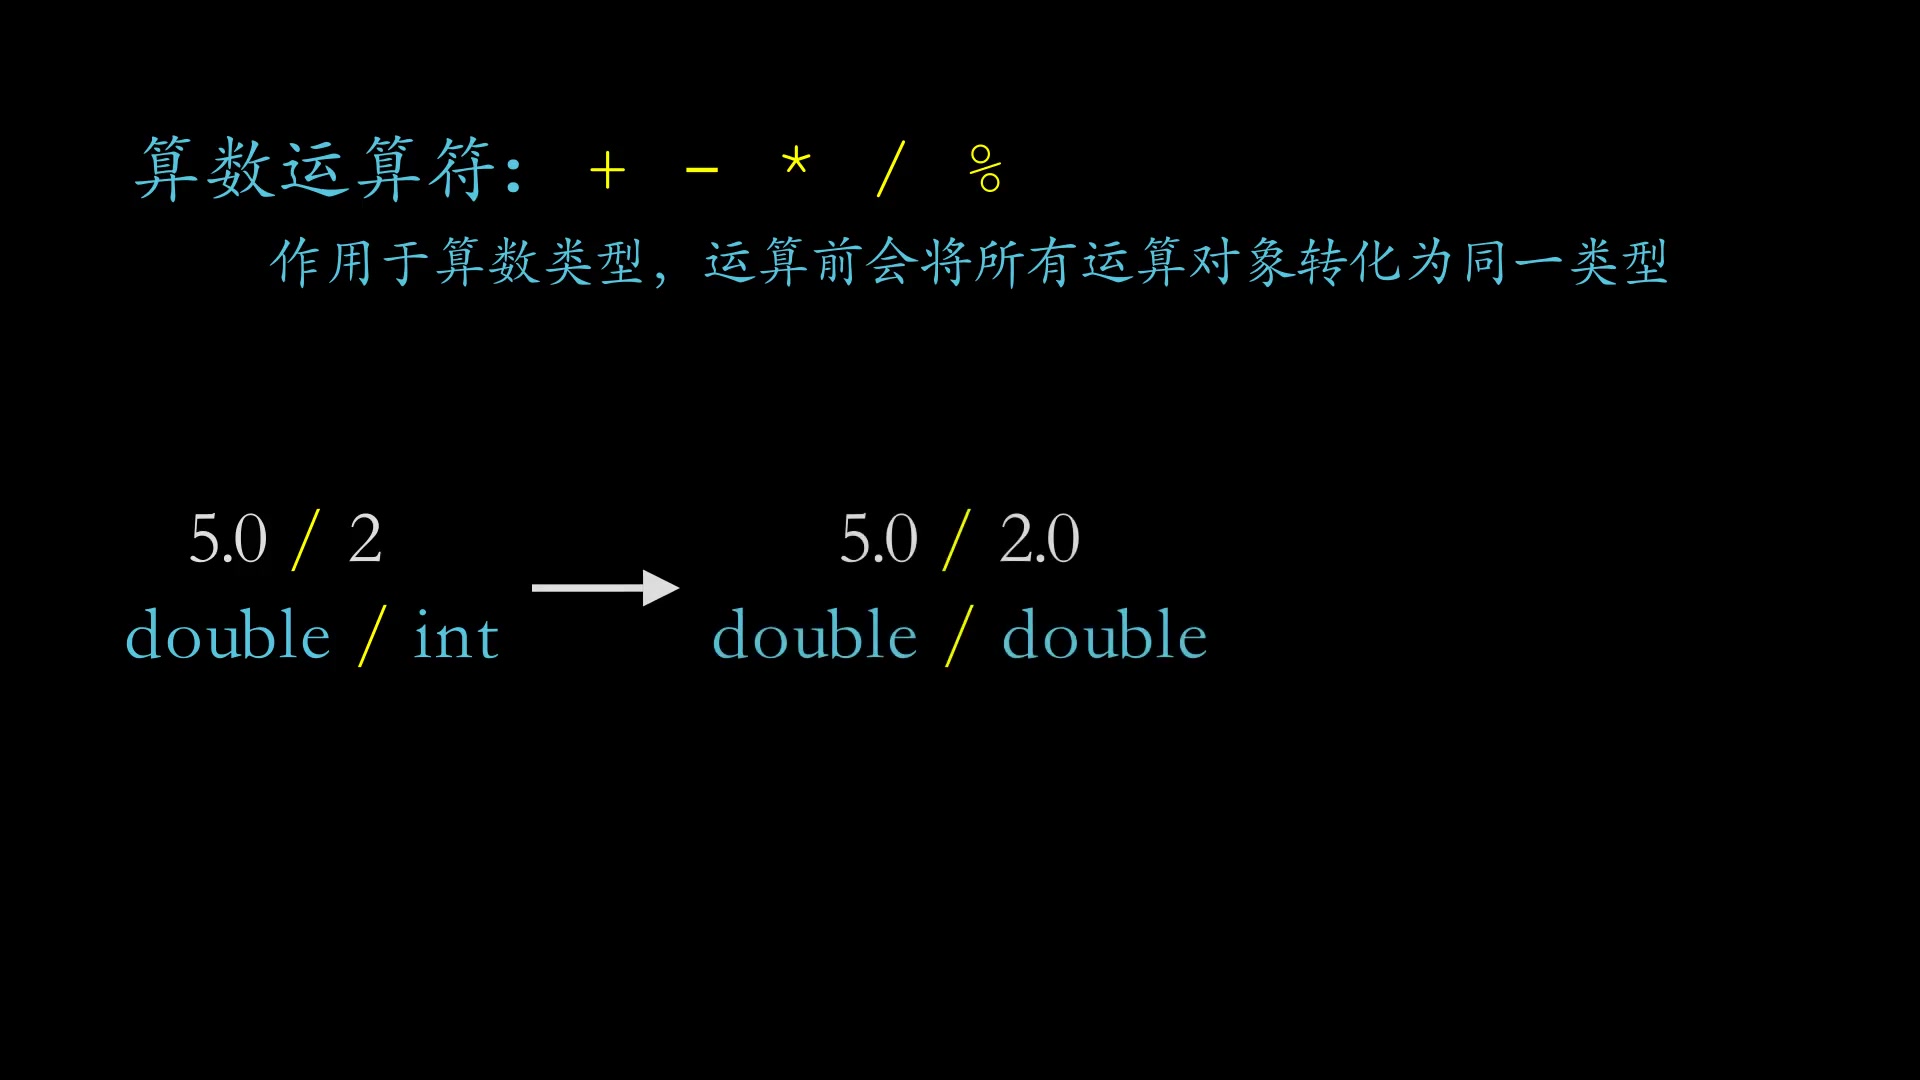 算数运算符： + - * / %
作用于算数类型，运算前会将所有运算对象转化为同一类型
5.0 / 2
double / int
5.0 / 2.0
double / double